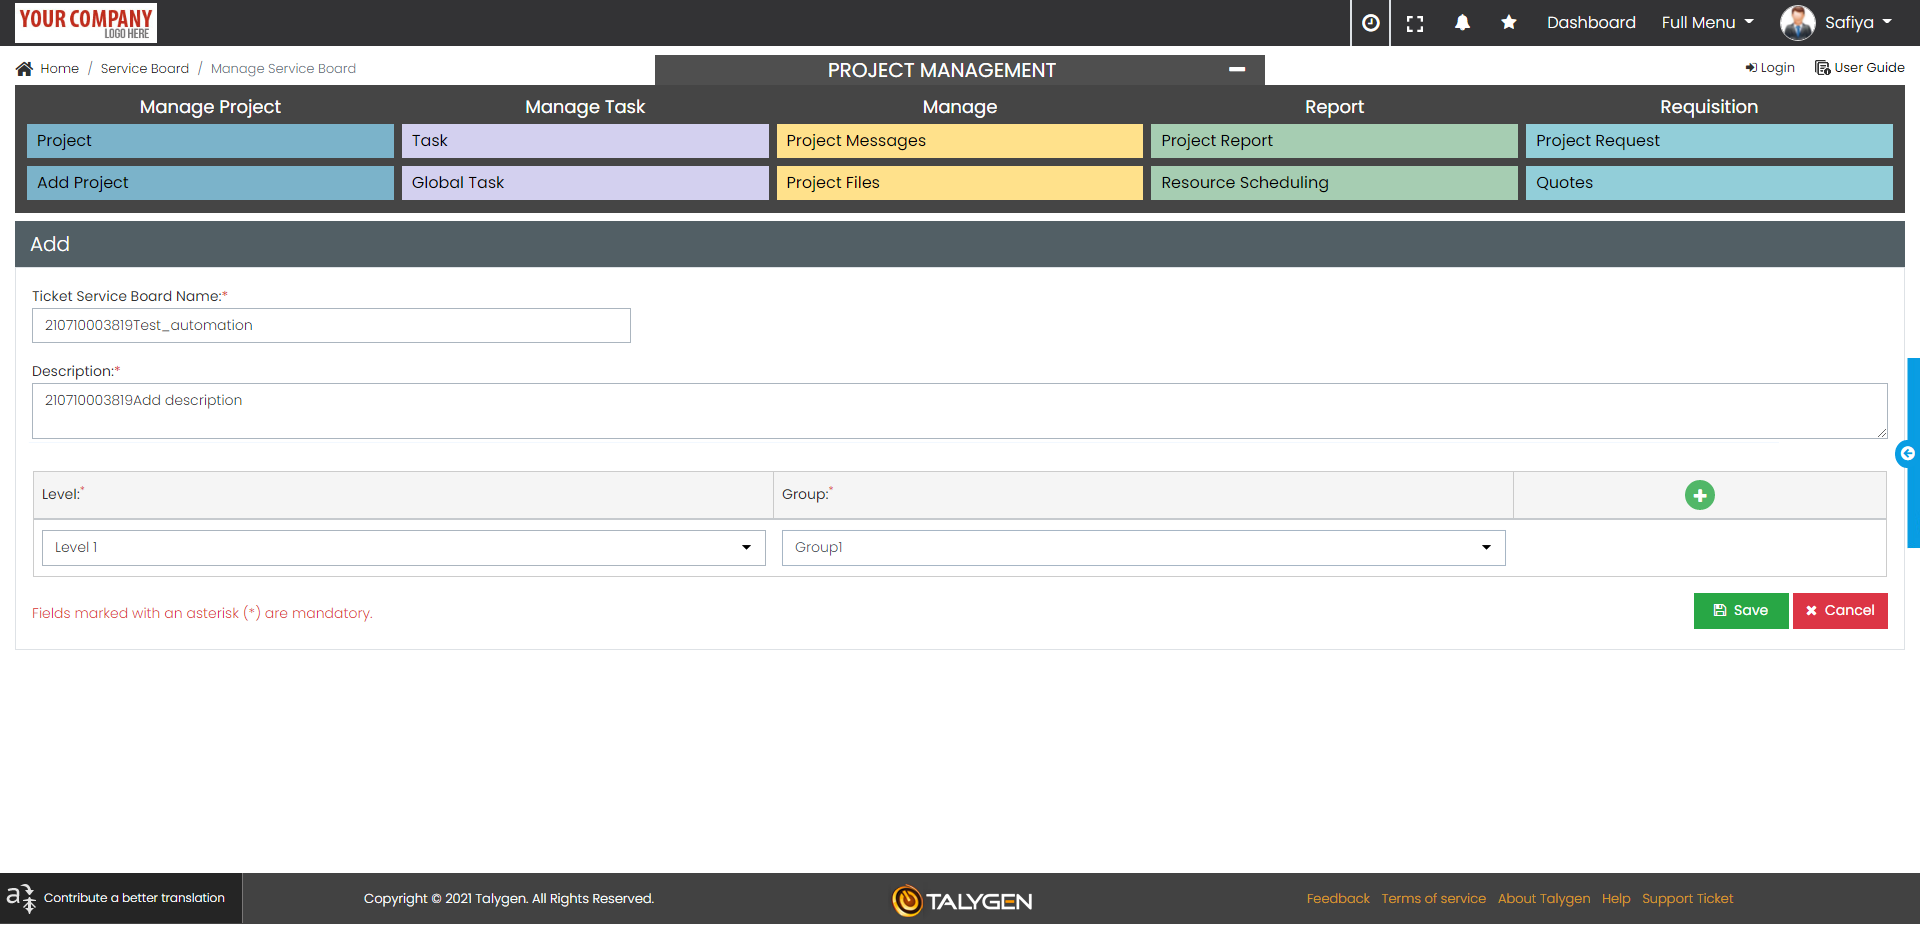 YOUR COMPANY
LOGO HERE
Dashboard
Full Menu
Safiya
Home / Service Board / Manage Service Board
PROJECT MANAGEMENT
Login
User Guide
Manage Project
Manage Task
Manage
Report
Requisition
Project
Task
Project Messages
Project Report
Project Request
Add Project
Global Task
Project Files
Resource Scheduling
Quotes
Add
Ticket Service Board Name:*
210710003819Test_automation
Description:*
210710003819Add description
Level:*
Group:*
Level 1
Group1
Fields marked with an asterisk (*) are mandatory.
Save
Cancel
Contribute a better translation
Copyright © 2021 Talygen. All Rights Reserved.
TALYGEN
Feedback
Terms of service
About Talygen
Help
Support Ticket